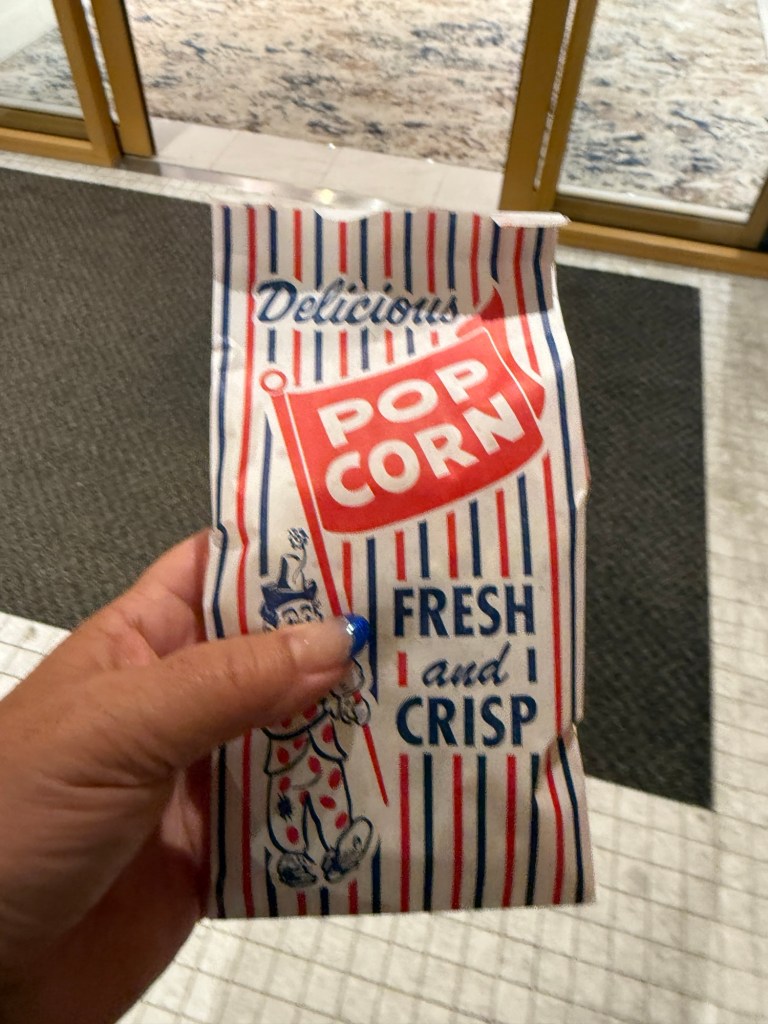 Delicious
POP
CORN
FRESH
and
CRISP